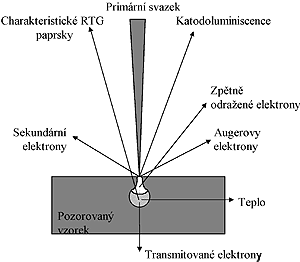 Primární svazek
Charakteristické RTG
paprsky
Katodoluminiscence
Zpětně
odražené elektrony
Sekundární
elektrony
Augerovy
elektrony
Teplo
Pozorovaný
vzorek
Transmitované elektrony